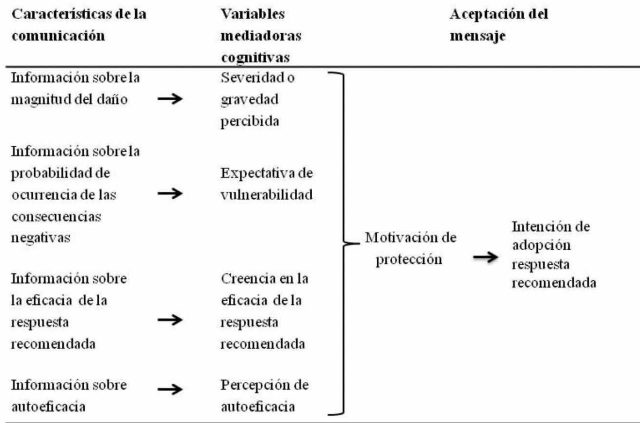 Características de la
comunicación
Variables
mediadoras
cognitivas
Aceptación del
mensaje
Información sobre la
magnitud del daño
Severidad o
gravedad
percibida
Información sobre la
probabilidad de
ocurrencia de las
consecuencias
negativas
Expectativa de
vulnerabilidad
Información sobre
la eficacia de la
respuesta
recomendada
Creencia en la
eficacia de la
respuesta
recomendada
Información sobre
autoeficacia
Percepción de
autoeficacia
Motivación de
protección
Intención de
adopción
respuesta
recomendada